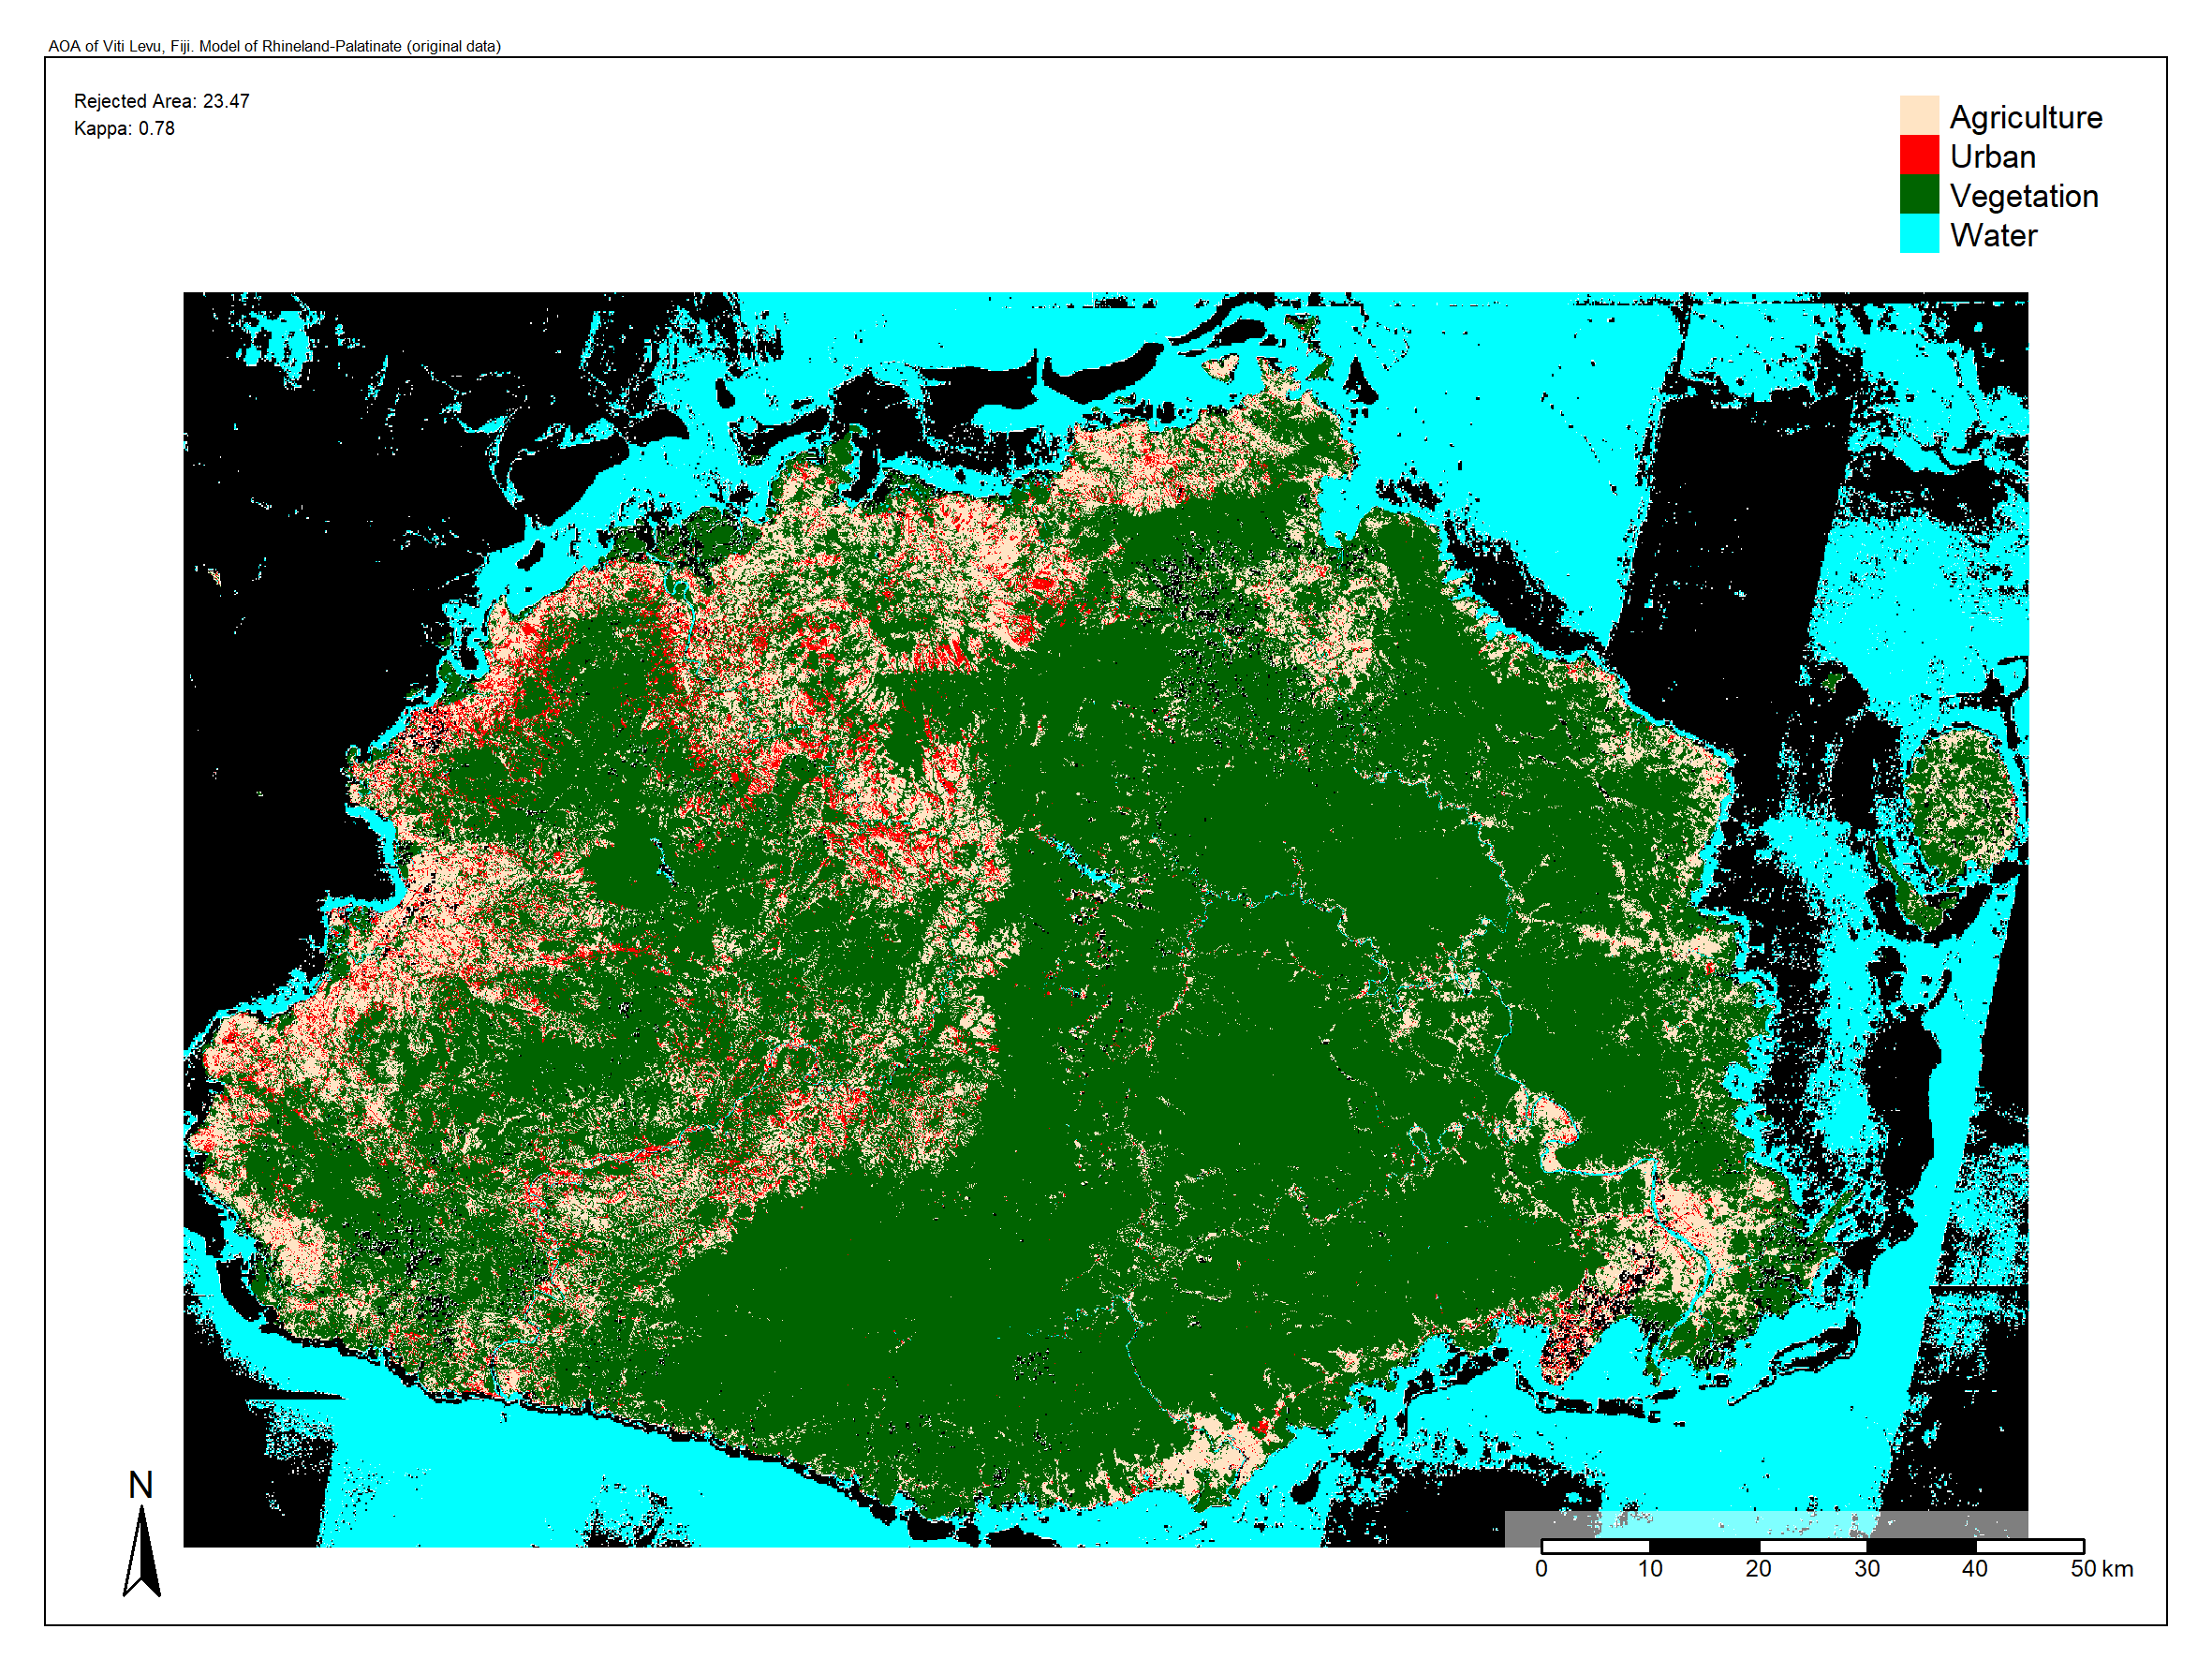 AOA of Viti Levu, Fiji. Model of Rhineland-Palatinate (original data)
Rejected Area: 23.47
Kappa: 0.78
Agriculture
Urban
Vegetation
Water
N
0 10 20 30 40 50 km